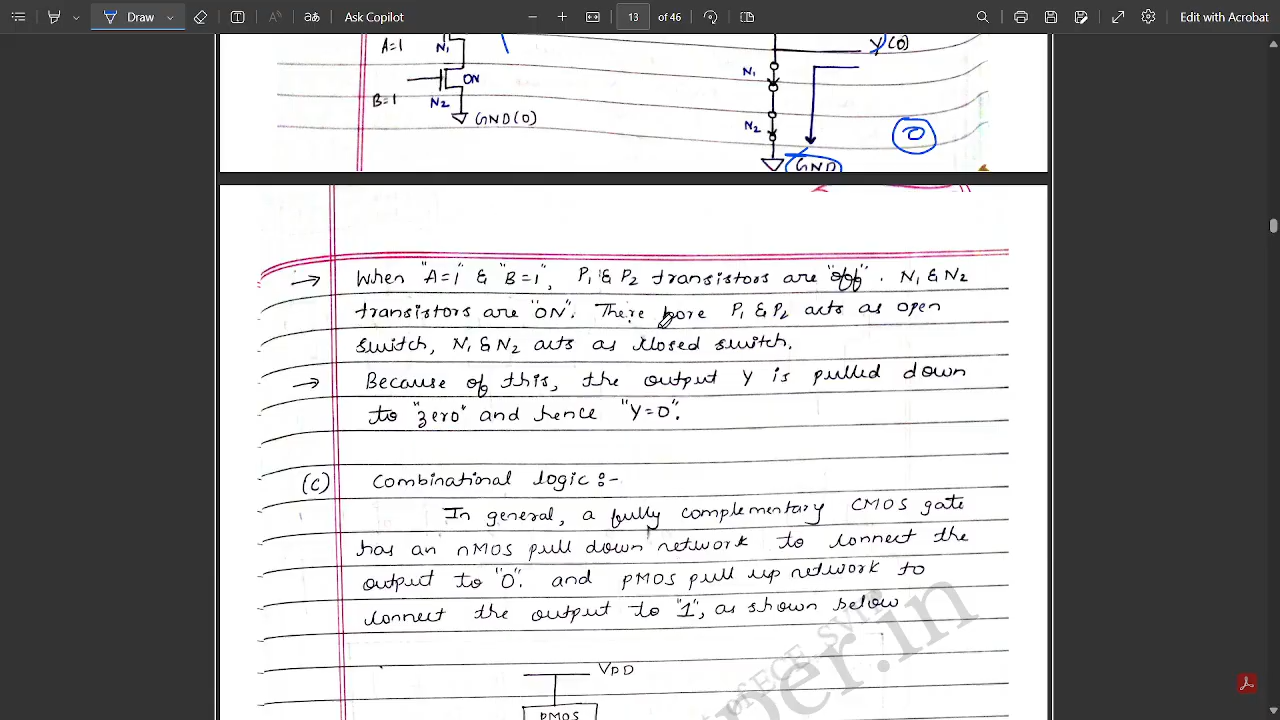 Draw
Ask Copilot
13 of 46
Edit with Acrobat
A=1
N1
ON
B=1
N2
GND(0)
Y(0)
N1
N2
0
GND
→ When "A=1" & "B=1", P1 & P2 transistors are "off". N1 & N2
transistors are "ON". There fore P1 & P2 acts as open
switch, N1 & N2 acts as closed switch.
→ Because of this, the output Y is pulled down
to "zero" and hence "Y=0".
(c) Combinational logic :-
In general, a fully complementary CMOS gate
has an nMOS pull down network to connect the
output to "0". and pMOS pull up network to
connect the output to "1", as shown below
VDD
pMOS